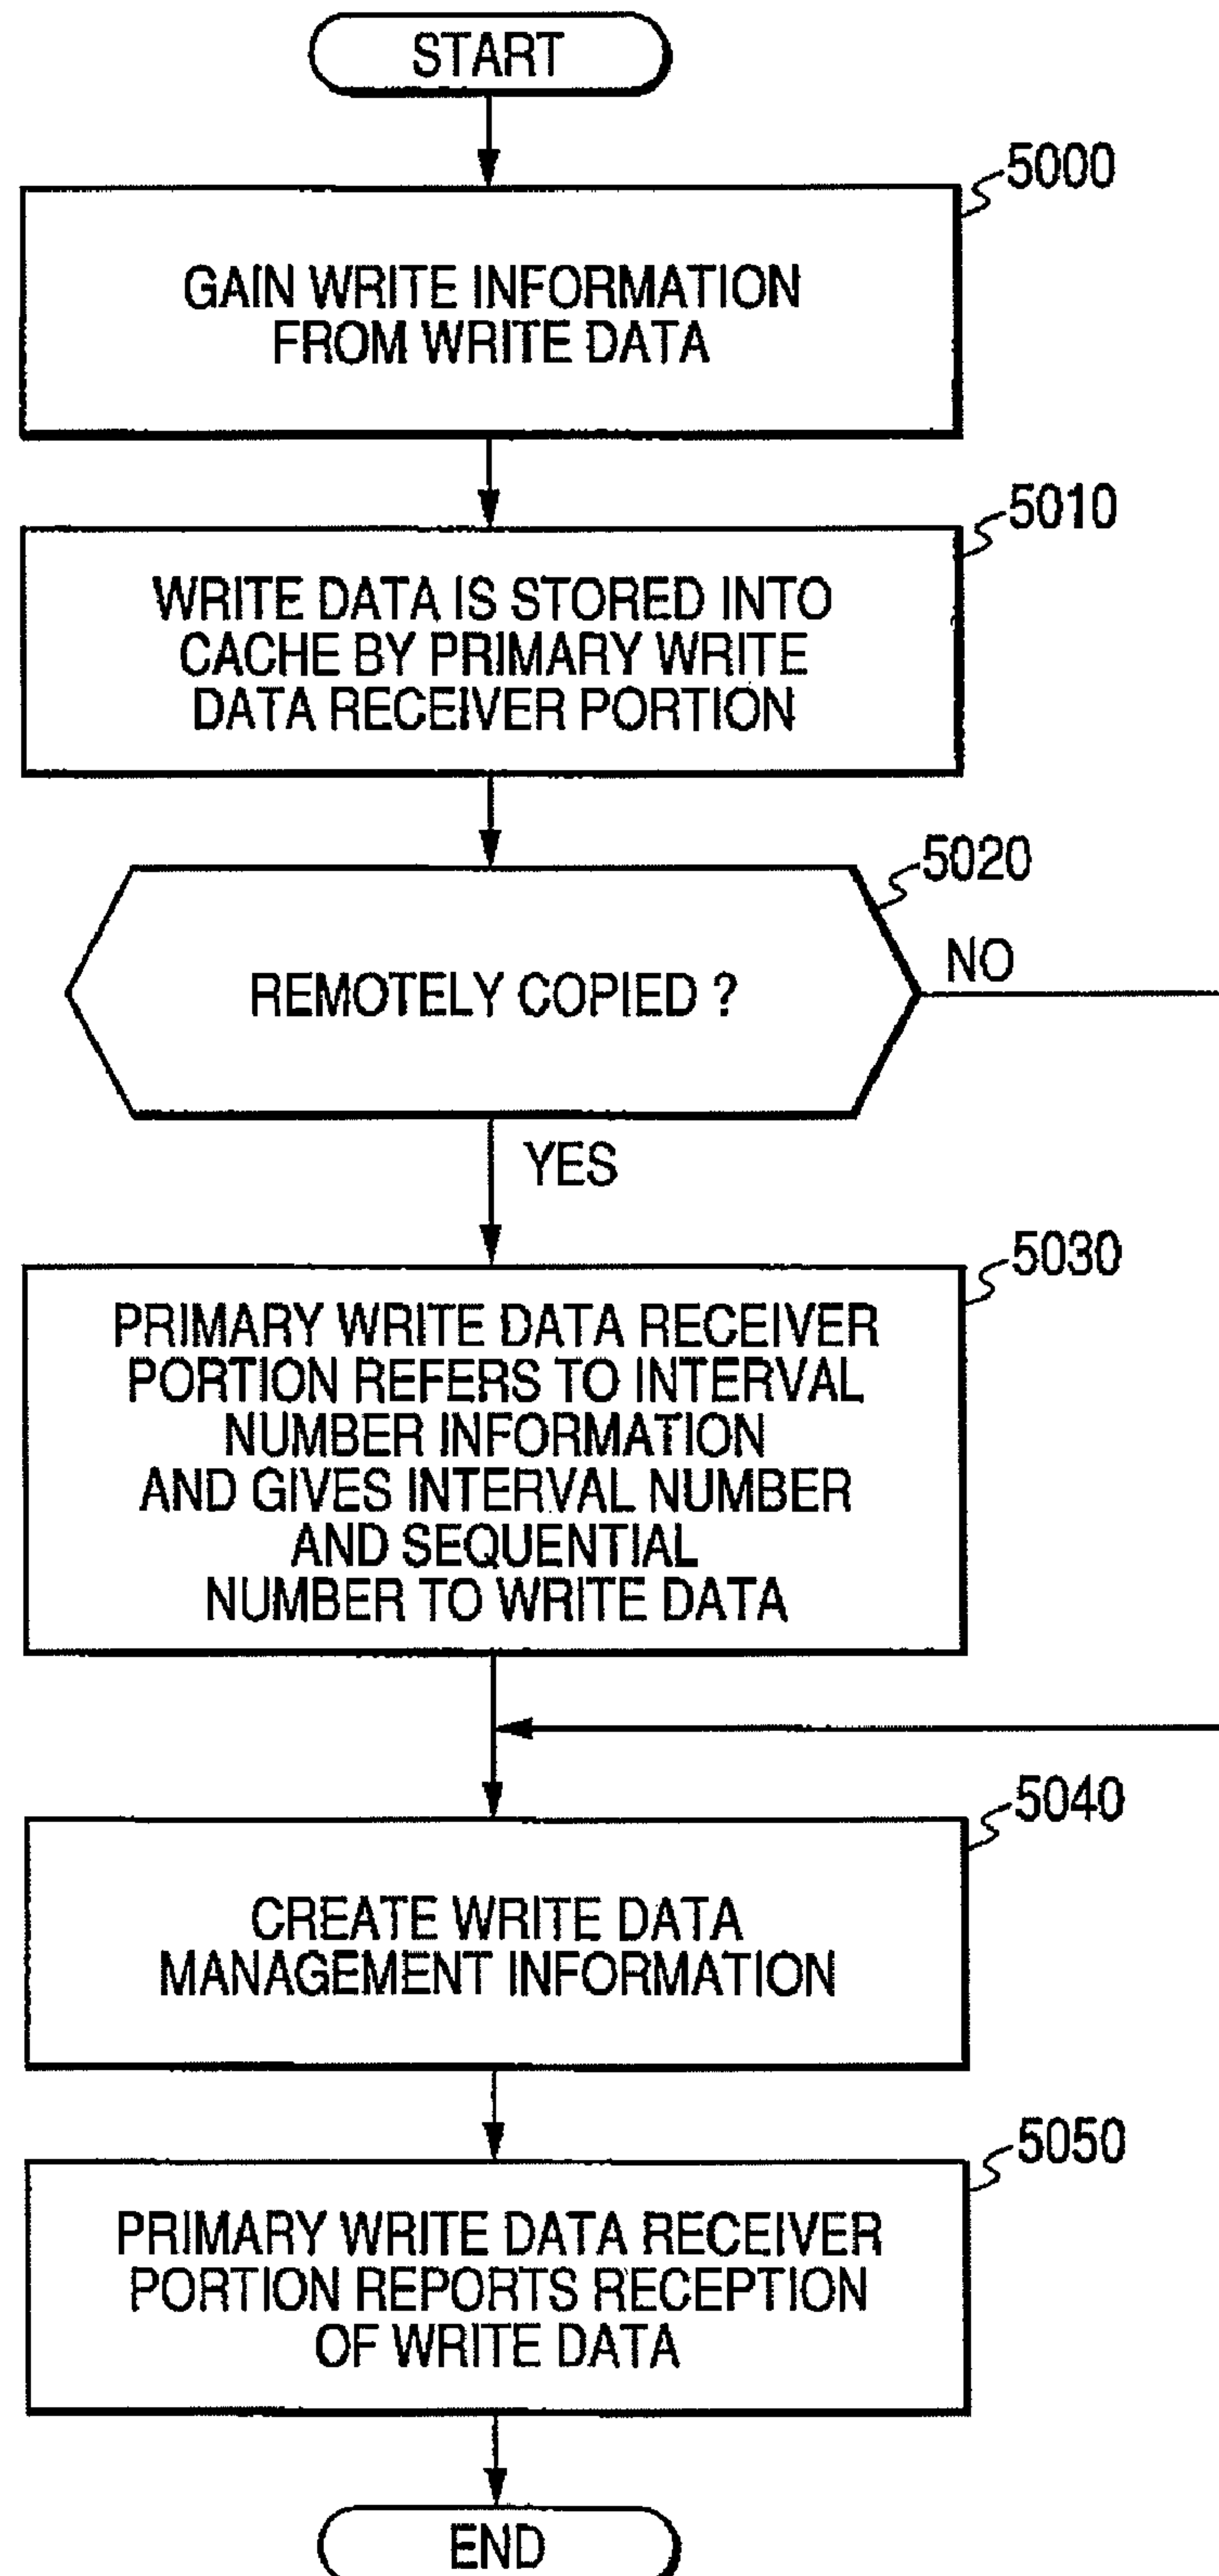 START
5000
GAIN WRITE INFORMATION
FROM WRITE DATA
5010
WRITE DATA IS STORED INTO
CACHE BY PRIMARY WRITE
DATA RECEIVER PORTION
5020
REMOTELY COPIED ?
NO
YES
5030
PRIMARY WRITE DATA RECEIVER
PORTION REFERS TO INTERVAL
NUMBER INFORMATION
AND GIVES INTERVAL NUMBER
AND SEQUENTIAL
NUMBER TO WRITE DATA
5040
CREATE WRITE DATA
MANAGEMENT INFORMATION
5050
PRIMARY WRITE DATA RECEIVER
PORTION REPORTS RECEPTION
OF WRITE DATA
END